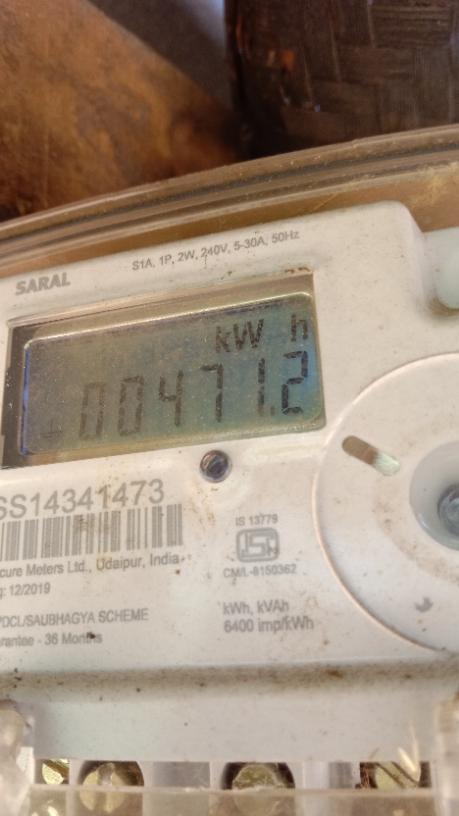 SARAL
S1A, 1P, 2W, 240V, 5-30A, 50Hz
kW h
00471.2
SS14341473
cure Meters Ltd., Udaipur, India
g: 12/2019
IS 13779
CM/L-8150362
PDCL/SAUBHAGYA SCHEME
arantee - 36 Months
kWh, kVAh
6400 imp/kWh